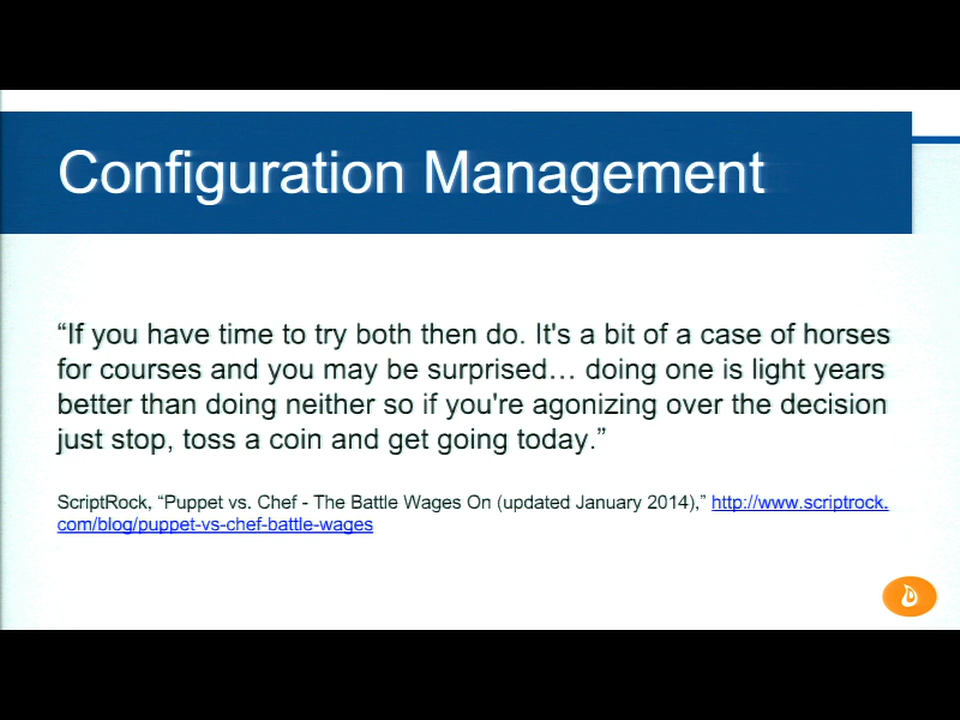 Configuration Management
“If you have time to try both then do. It's a bit of a case of horses
for courses and you may be surprised… doing one is light years
better than doing neither so if you're agonizing over the decision
just stop, toss a coin and get going today.”
ScriptRock, “Puppet vs. Chef - The Battle Wages On (updated January 2014),” http://www.scriptrock.
com/blog/puppet-vs-chef-battle-wages